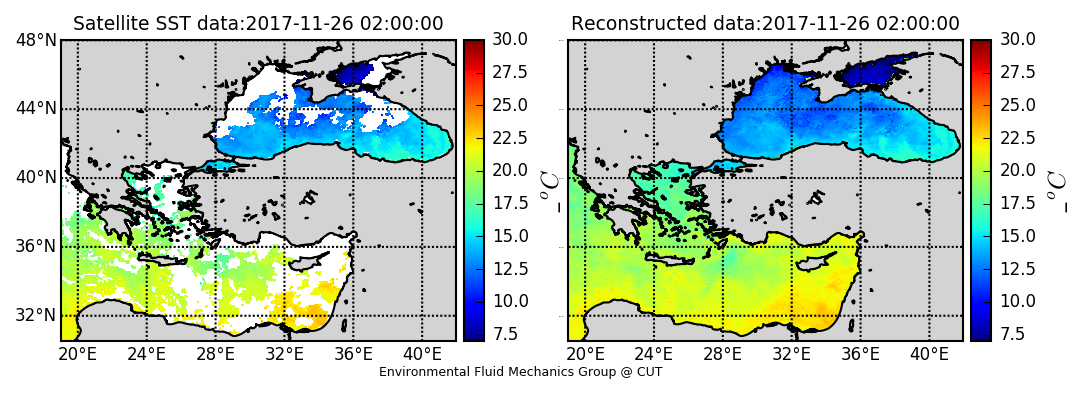 Satellite SST data:2017-11-26 02:00:00
48°N
44°N
40°N
36°N
32°N
20°E 24°E 28°E 32°E 36°E 40°E
30.0
27.5
25.0
22.5
20.0
17.5
15.0
12.5
10.0
7.5
_ °C
Reconstructed data:2017-11-26 02:00:00
20°E 24°E 28°E 32°E 36°E 40°E
30.0
27.5
25.0
22.5
20.0
17.5
15.0
12.5
10.0
7.5
_ °C
Environmental Fluid Mechanics Group @ CUT